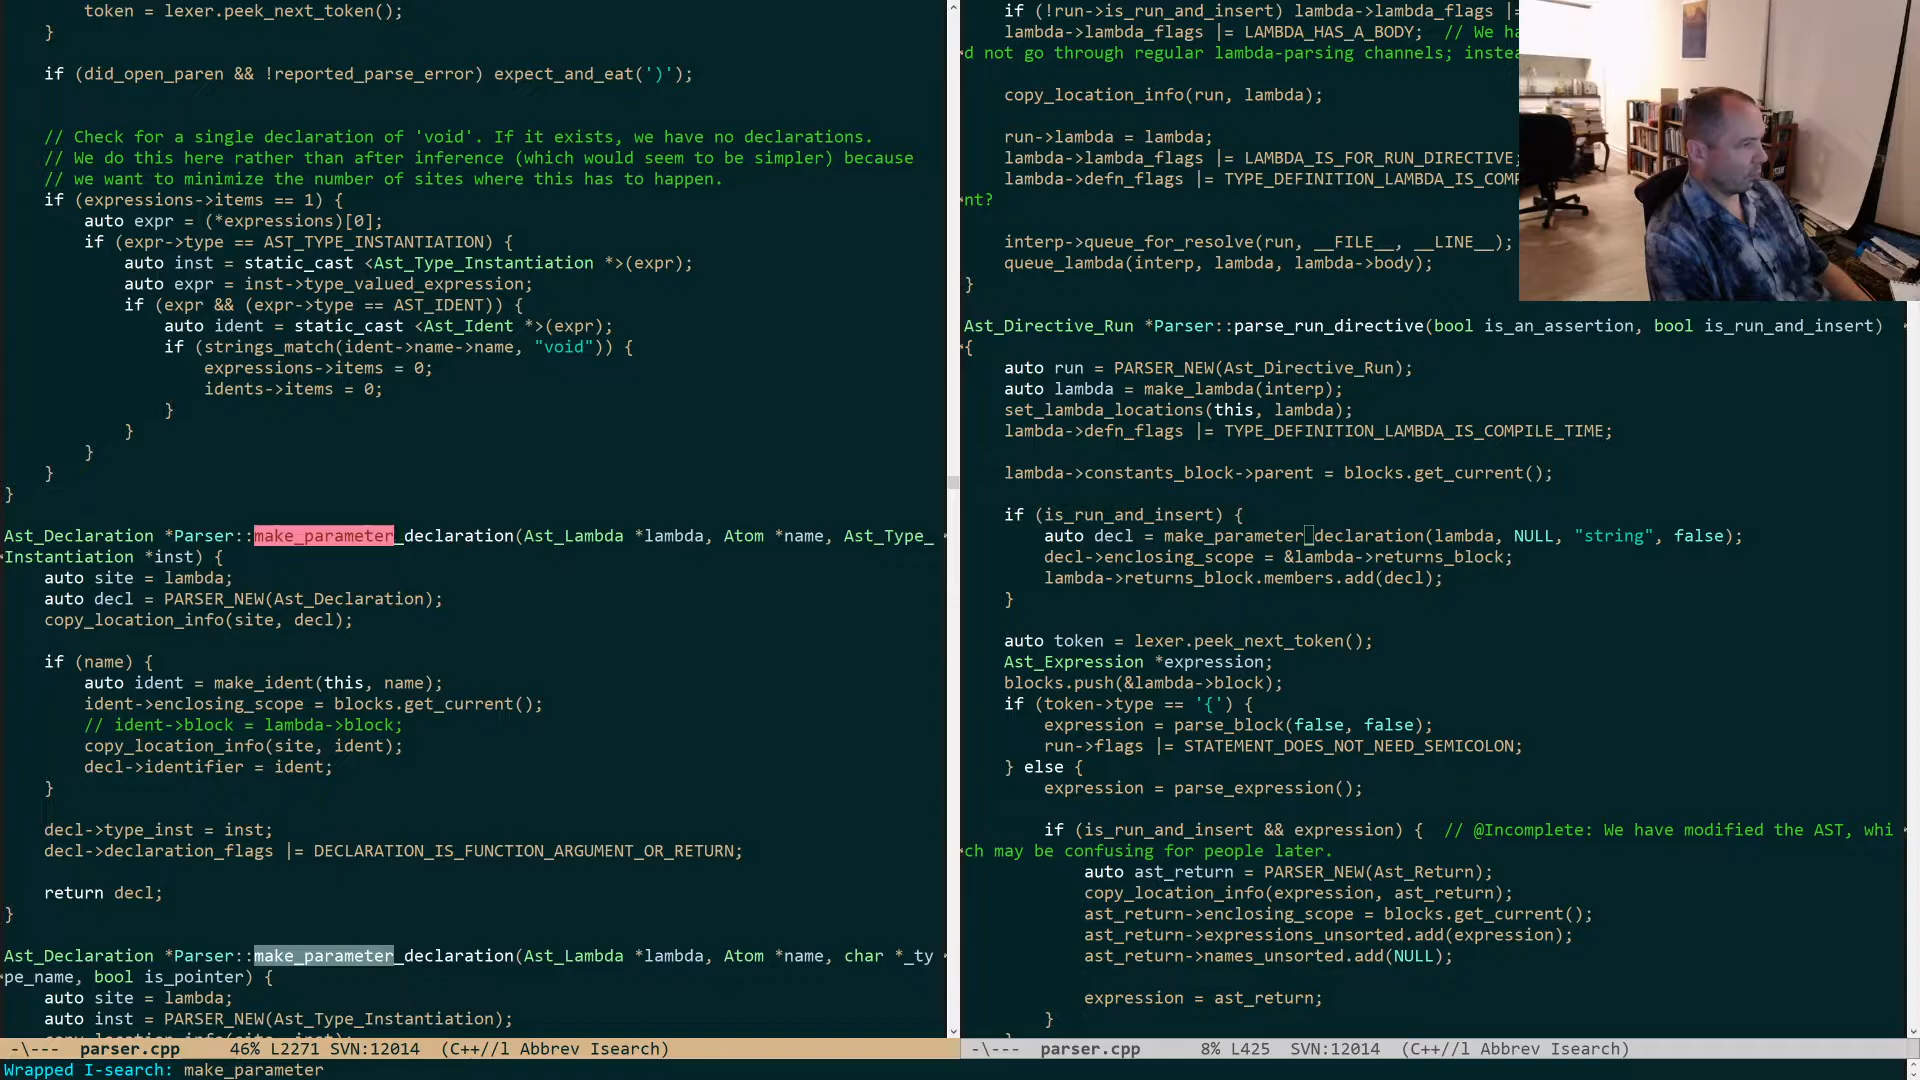 token = lexer.peek_next_token();
    }
    if (did_open_paren && !reported_parse_error) expect_and_eat(')');
    // Check for a single declaration of 'void'. If it exists, we have no declarations.
    // We do this here rather than after inference (which would seem to be simpler) because
    // we want to minimize the number of sites where this has to happen.
    if (expressions->items == 1) {
        auto expr = (*expressions)[0];
        if (expr->type == AST_TYPE_INSTANTIATION) {
            auto inst = static_cast <Ast_Type_Instantiation *>(expr);
            auto expr = inst->type_valued_expression;
            if (expr && (expr->type == AST_IDENT)) {
                auto ident = static_cast <Ast_Ident *>(expr);
                if (strings_match(ident->name->name, "void")) {
                    expressions->items = 0;
                    idents->items = 0;
                }
            }
        }
    }
}
Ast_Declaration *Parser::make_parameter_declaration(Ast_Lambda *lambda, Atom *name, Ast_Type_
Instantiation *inst) {
    auto site = lambda;
    auto decl = PARSER_NEW(Ast_Declaration);
    copy_location_info(site, decl);
    if (name) {
        auto ident = make_ident(this, name);
        ident->enclosing_scope = blocks.get_current();
        // ident->block = lambda->block;
        copy_location_info(site, ident);
        decl->identifier = ident;
    }
    decl->type_inst = inst;
    decl->declaration_flags |= DECLARATION_IS_FUNCTION_ARGUMENT_OR_RETURN;
    return decl;
}
Ast_Declaration *Parser::make_parameter_declaration(Ast_Lambda *lambda, Atom *name, char *_ty
pe_name, bool is_pointer) {
    auto site = lambda;
    auto inst = PARSER_NEW(Ast_Type_Instantiation);
    copy_location_info(site, inst);
-\---  parser.cpp     46% L2271 SVN:12014  (C++//l Abbrev Isearch)
Wrapped I-search: make_parameter
    if (!run->is_run_and_insert) lambda->lambda_flags |=
    lambda->lambda_flags |= LAMBDA_HAS_A_BODY;  // We ha
d not go through regular lambda-parsing channels; instea
    copy_location_info(run, lambda);
    run->lambda = lambda;
    lambda->lambda_flags |= LAMBDA_IS_FOR_RUN_DIRECTIVE;
    lambda->defn_flags |= TYPE_DEFINITION_LAMBDA_IS_COMP
nt?
    interp->queue_for_resolve(run, __FILE__, __LINE__);
    queue_lambda(interp, lambda, lambda->body);
}
Ast_Directive_Run *Parser::parse_run_directive(bool is_an_assertion, bool is_run_and_insert)
{
    auto run = PARSER_NEW(Ast_Directive_Run);
    auto lambda = make_lambda(interp);
    set_lambda_locations(this, lambda);
    lambda->defn_flags |= TYPE_DEFINITION_LAMBDA_IS_COMPILE_TIME;
    lambda->constants_block->parent = blocks.get_current();
    if (is_run_and_insert) {
        auto decl = make_parameter_declaration(lambda, NULL, "string", false);
        decl->enclosing_scope = &lambda->returns_block;
        lambda->returns_block.members.add(decl);
    }
    auto token = lexer.peek_next_token();
    Ast_Expression *expression;
    blocks.push(&lambda->block);
    if (token->type == '{') {
        expression = parse_block(false, false);
        run->flags |= STATEMENT_DOES_NOT_NEED_SEMICOLON;
    } else {
        expression = parse_expression();
        if (is_run_and_insert && expression) {  // @Incomplete: We have modified the AST, whi
ch may be confusing for people later.
            auto ast_return = PARSER_NEW(Ast_Return);
            copy_location_info(expression, ast_return);
            ast_return->enclosing_scope = blocks.get_current();
            ast_return->expressions_unsorted.add(expression);
            ast_return->names_unsorted.add(NULL);
            expression = ast_return;
        }
-\---  parser.cpp      8% L425  SVN:12014  (C++//l Abbrev Isearch)